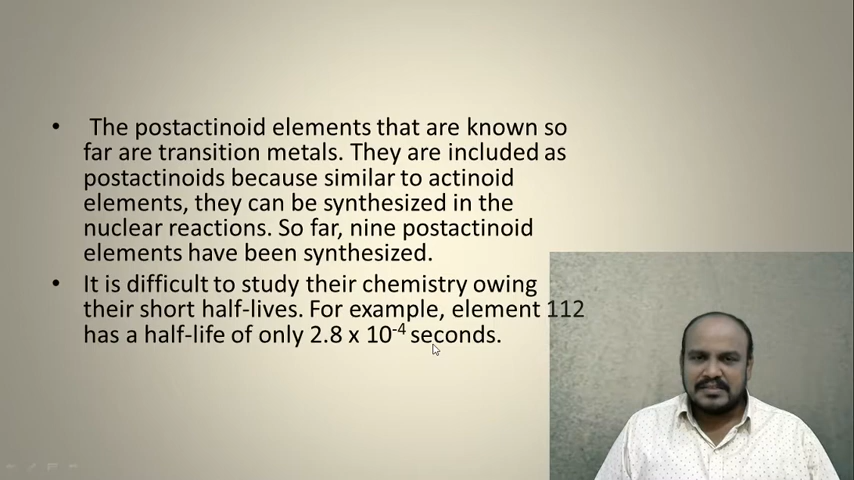 • The postactinoid elements that are known so
far are transition metals. They are included as
postactinoids because similar to actinoid
elements, they can be synthesized in the
nuclear reactions. So far, nine postactinoid
elements have been synthesized.
• It is difficult to study their chemistry owing
their short half-lives. For example, element 112
has a half-life of only 2.8 x 10⁻⁴ seconds.